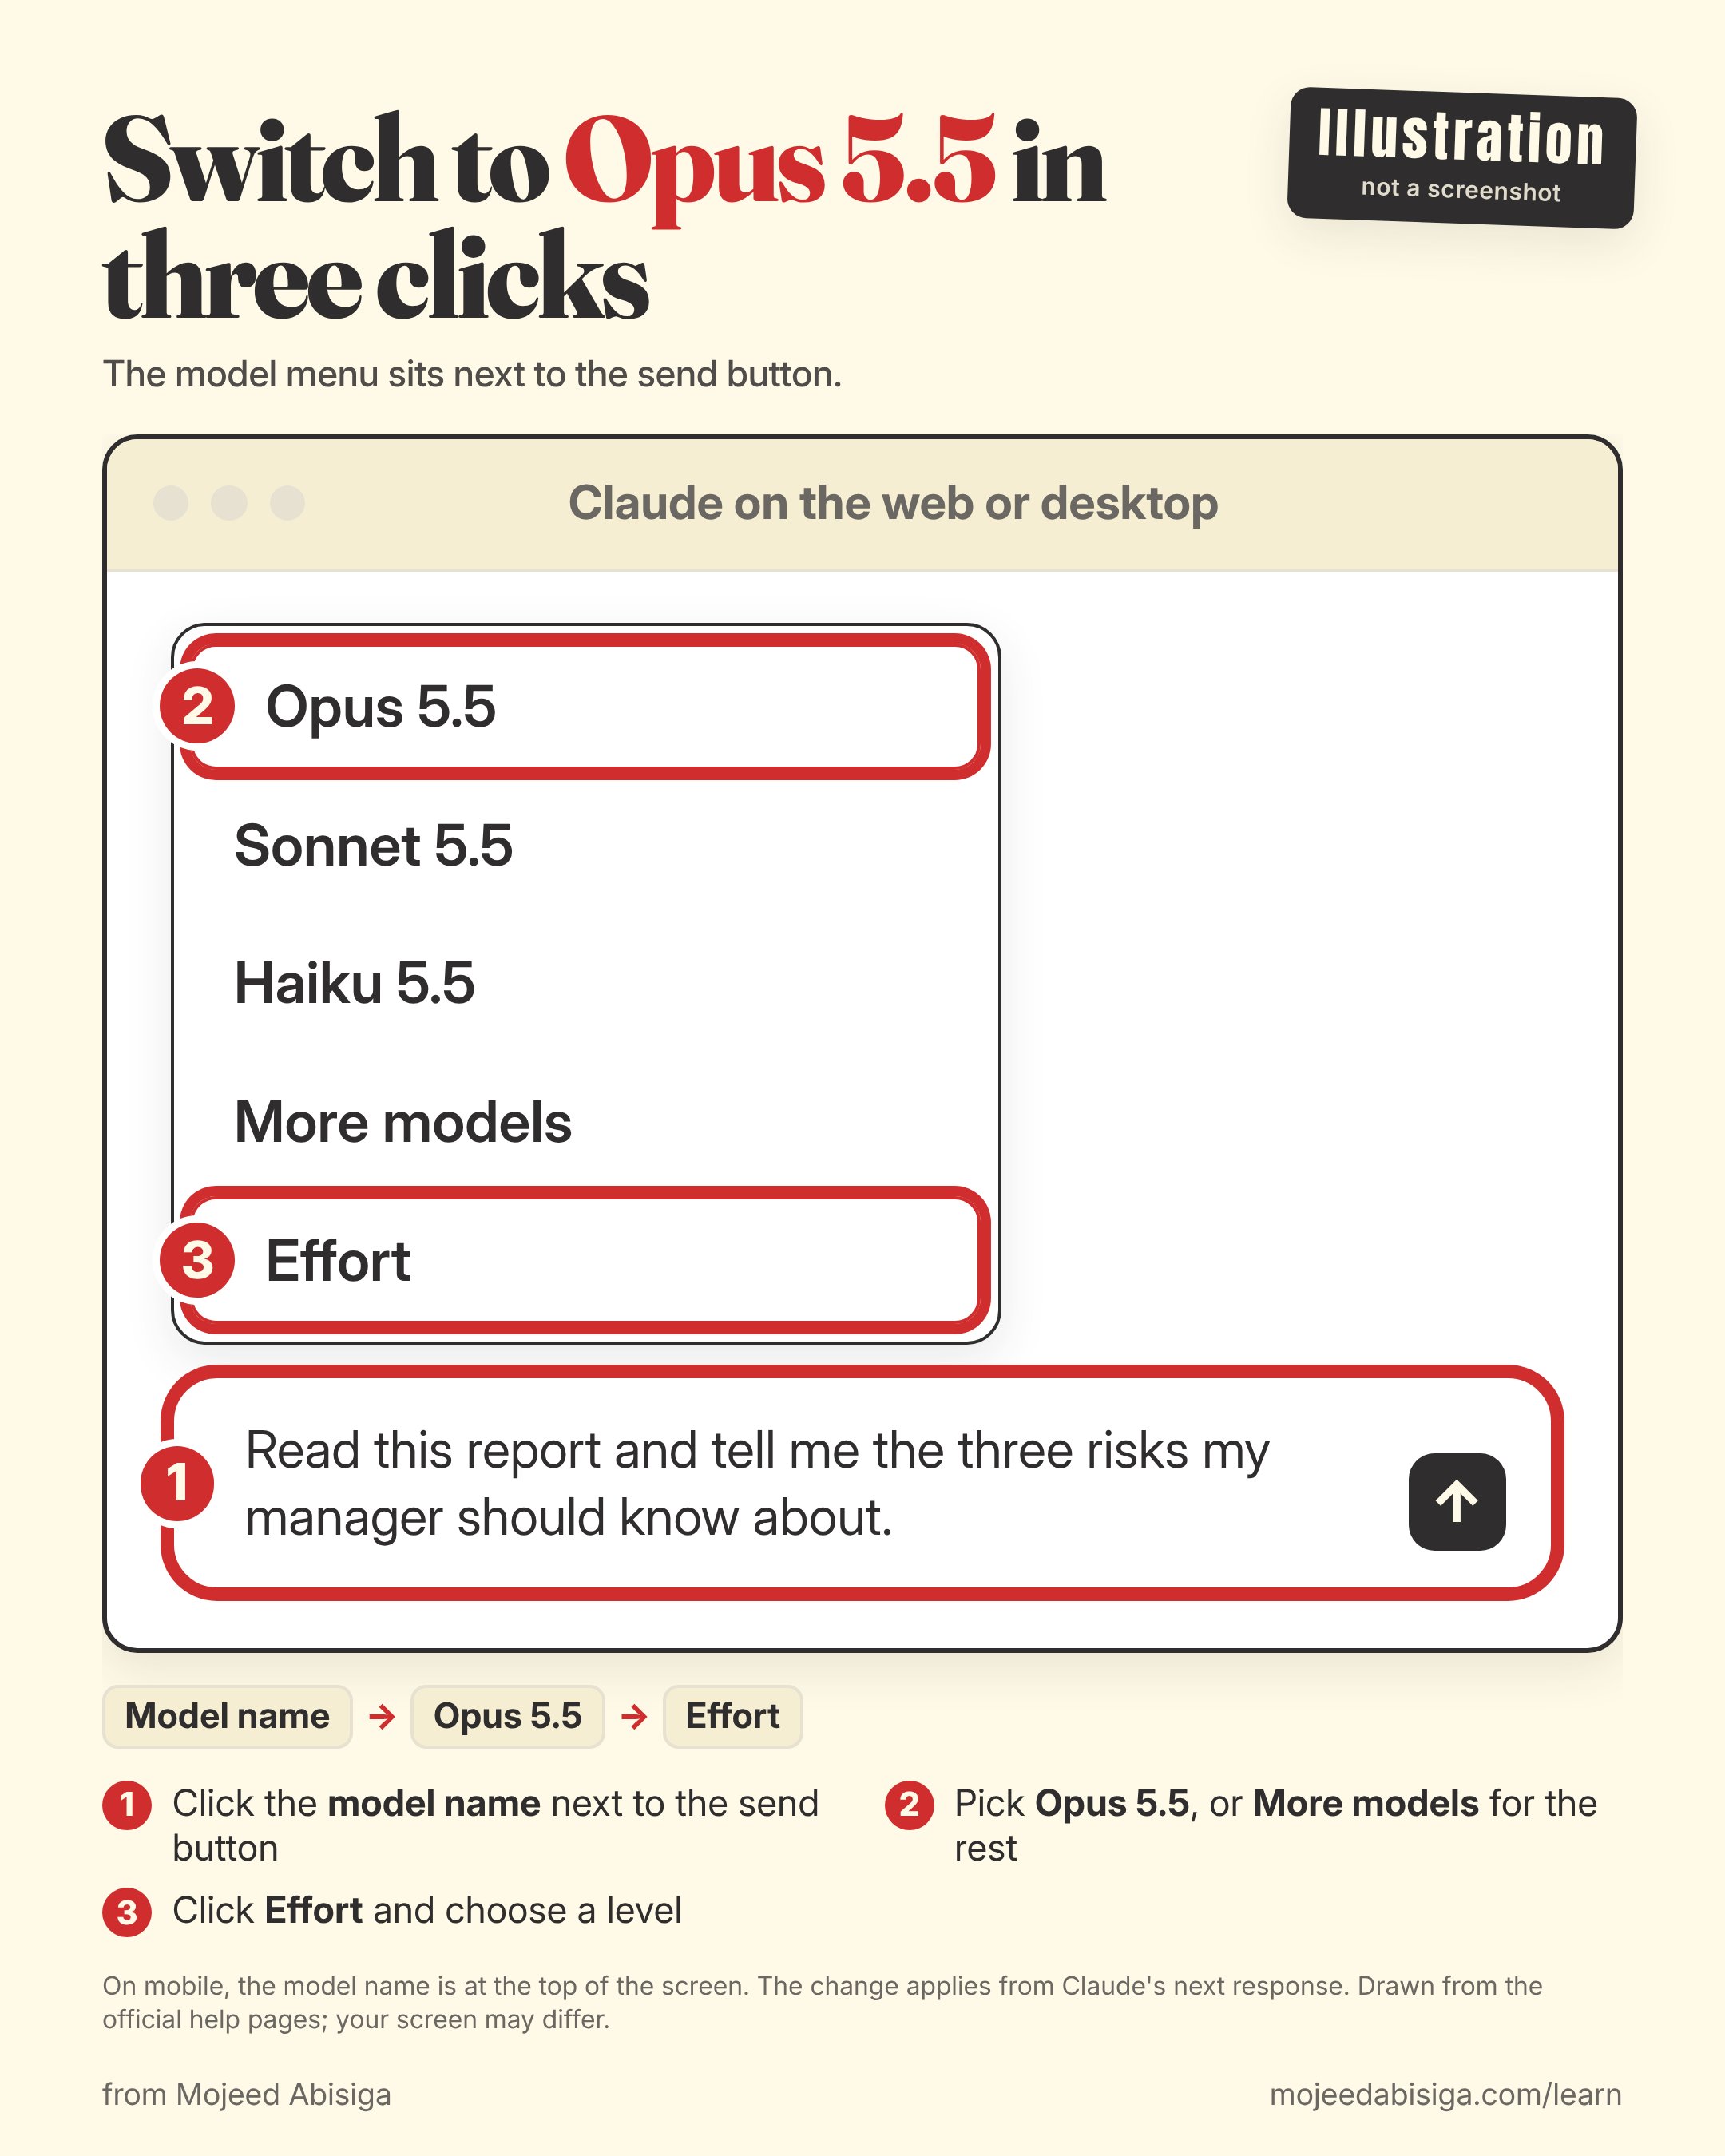 Switch to Opus 5.5 in
three clicks
Illustration
not a screenshot
The model menu sits next to the send button.
Claude on the web or desktop
2 Opus 5.5
Sonnet 5.5
Haiku 5.5
More models
3 Effort
1 Read this report and tell me the three risks my
manager should know about.
↑
Model name → Opus 5.5 → Effort
1 Click the model name next to the send
button
2 Pick Opus 5.5, or More models for the
rest
3 Click Effort and choose a level
On mobile, the model name is at the top of the screen. The change applies from Claude's next response. Drawn from the
official help pages; your screen may differ.
from Mojeed Abisiga
mojeedabisiga.com/learn